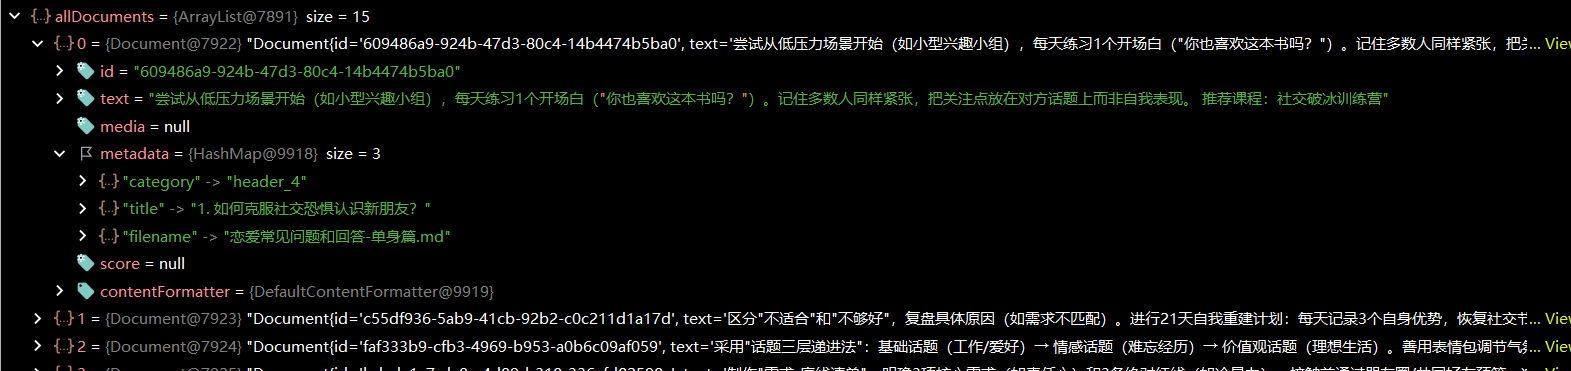 allDocuments = {ArrayList@7891} size = 15
0 = {Document@7922} "Document{id='609486a9-924b-47d3-80c4-14b4474b5ba0', text='尝试从低压力场景开始（如小型兴趣小组），每天练习1个开场白（"你也喜欢这本书吗？"）。记住多数人同样紧张，把关... View
id = "609486a9-924b-47d3-80c4-14b4474b5ba0"
text = "尝试从低压力场景开始（如小型兴趣小组），每天练习1个开场白（"你也喜欢这本书吗？"）。记住多数人同样紧张，把关注点放在对方话题上而非自我表现。 推荐课程：社交破冰训练营"
media = null
metadata = {HashMap@9918} size = 3
"category" -> "header_4"
"title" -> "1. 如何克服社交恐惧认识新朋友？"
"filename" -> "恋爱常见问题和回答-单身篇.md"
score = null
contentFormatter = {DefaultContentFormatter@9919}
1 = {Document@7923} "Document{id='c55df936-5ab9-41cb-92b2-c0c211d1a17d', text='区分"不适合"和"不够好"，复盘具体原因（如需求不匹配）。进行21天自我重建计划：每天记录3个自身优势，恢复社交节... View
2 = {Document@7924} "Document{id='faf333b9-cfb3-4969-b953-a0b6c09af059', text='采用"话题三层递进法"：基础话题（工作/爱好）→ 情感话题（难忘经历）→ 价值观话题（理想生活）。善用表情包调节气... View